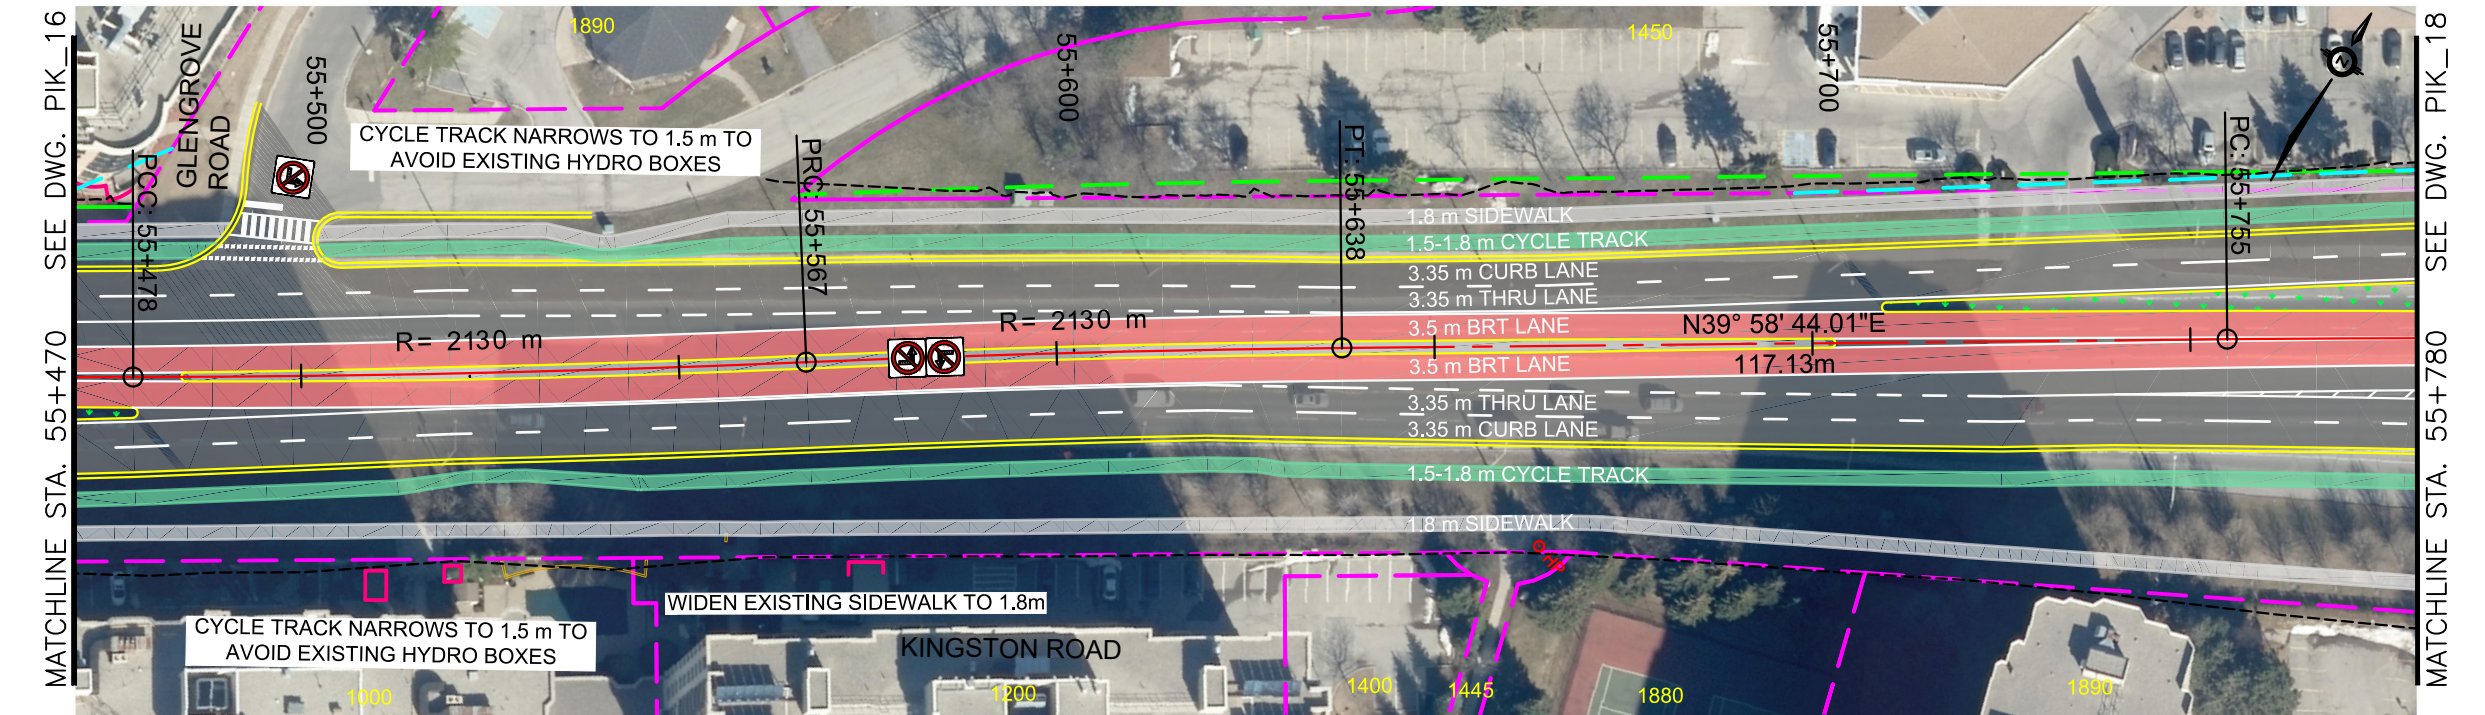 SEE DWG. PIK_16
MATCHLINE STA. 55+470
GLENGROVE
ROAD
55+500
1890
CYCLE TRACK NARROWS TO 1.5 m TO
AVOID EXISTING HYDRO BOXES
PCC: 55+478
PRC: 55+567
55+600
PT: 55+638
1450
55+700
PC: 55+755
N
SEE DWG. PIK_18
MATCHLINE STA. 55+780
1.8 m SIDEWALK
1.5-1.8 m CYCLE TRACK
3.35 m CURB LANE
3.35 m THRU LANE
R= 2130 m
R= 2130 m
3.5 m BRT LANE
N39° 58' 44.01"E
3.5 m BRT LANE
117.13m
3.35 m THRU LANE
3.35 m CURB LANE
1.5-1.8 m CYCLE TRACK
1.8 m SIDEWALK
WIDEN EXISTING SIDEWALK TO 1.8m
CYCLE TRACK NARROWS TO 1.5 m TO
AVOID EXISTING HYDRO BOXES
KINGSTON ROAD
1000
1200
1400
1445
1880
1890